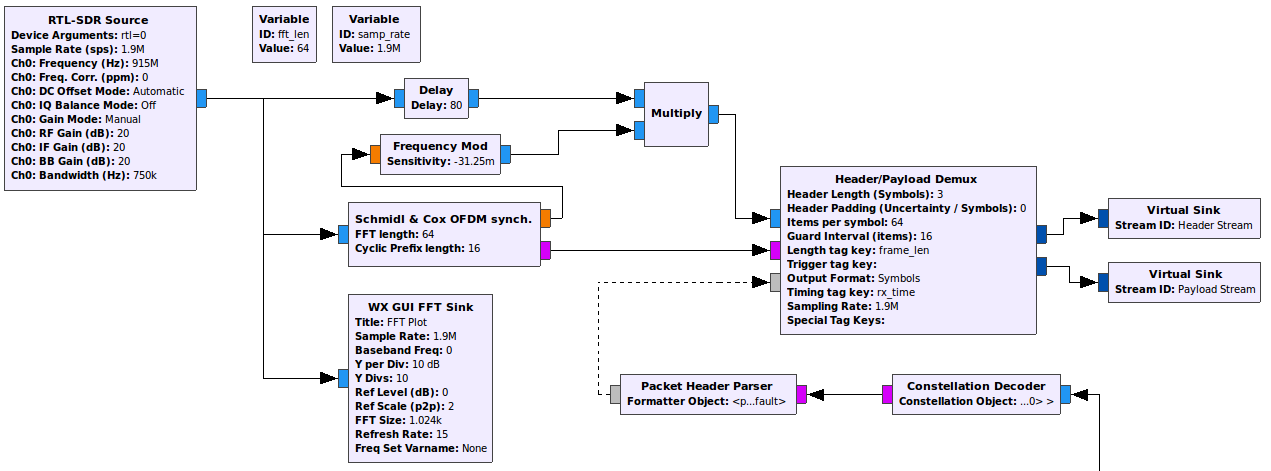 RTL-SDR Source
Device Arguments: rtl=0
Sample Rate (sps): 1.9M
Ch0: Frequency (Hz): 915M
Ch0: Freq. Corr. (ppm): 0
Ch0: DC Offset Mode: Automatic
Ch0: IQ Balance Mode: Off
Ch0: Gain Mode: Manual
Ch0: RF Gain (dB): 20
Ch0: IF Gain (dB): 20
Ch0: BB Gain (dB): 20
Ch0: Bandwidth (Hz): 750k
Variable
ID: fft_len
Value: 64
Variable
ID: samp_rate
Value: 1.9M
Delay
Delay: 80
Multiply
Frequency Mod
Sensitivity: -31.25m
Schmidl & Cox OFDM synch.
FFT length: 64
Cyclic Prefix length: 16
WX GUI FFT Sink
Title: FFT Plot
Sample Rate: 1.9M
Baseband Freq: 0
Y per Div: 10 dB
Y Divs: 10
Ref Level (dB): 0
Ref Scale (p2p): 2
FFT Size: 1.024k
Refresh Rate: 15
Freq Set Varname: None
Header/Payload Demux
Header Length (Symbols): 3
Header Padding (Uncertainty / Symbols): 0
Items per symbol: 64
Guard Interval (items): 16
Length tag key: frame_len
Trigger tag key:
Output Format: Symbols
Timing tag key: rx_time
Sampling Rate: 1.9M
Special Tag Keys:
Virtual Sink
Stream ID: Header Stream
Virtual Sink
Stream ID: Payload Stream
Packet Header Parser
Formatter Object: <p...fault>
Constellation Decoder
Constellation Object: ...0> >